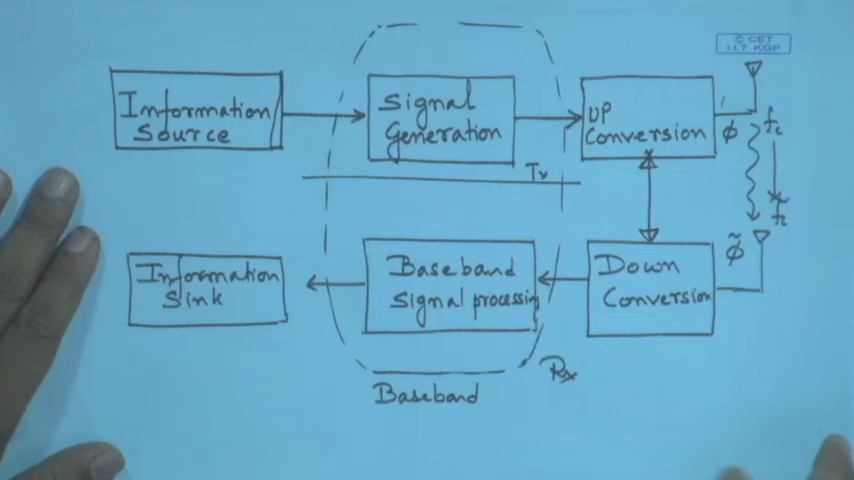 © CET
I.I.T. KGP
Information
Source
Signal
Generation
UP
Conversion
ϕ
fc
Tx
f̃c
ϕ̃
Information
Sink
Baseband
Signal processing
Down
Conversion
Rx
Baseband